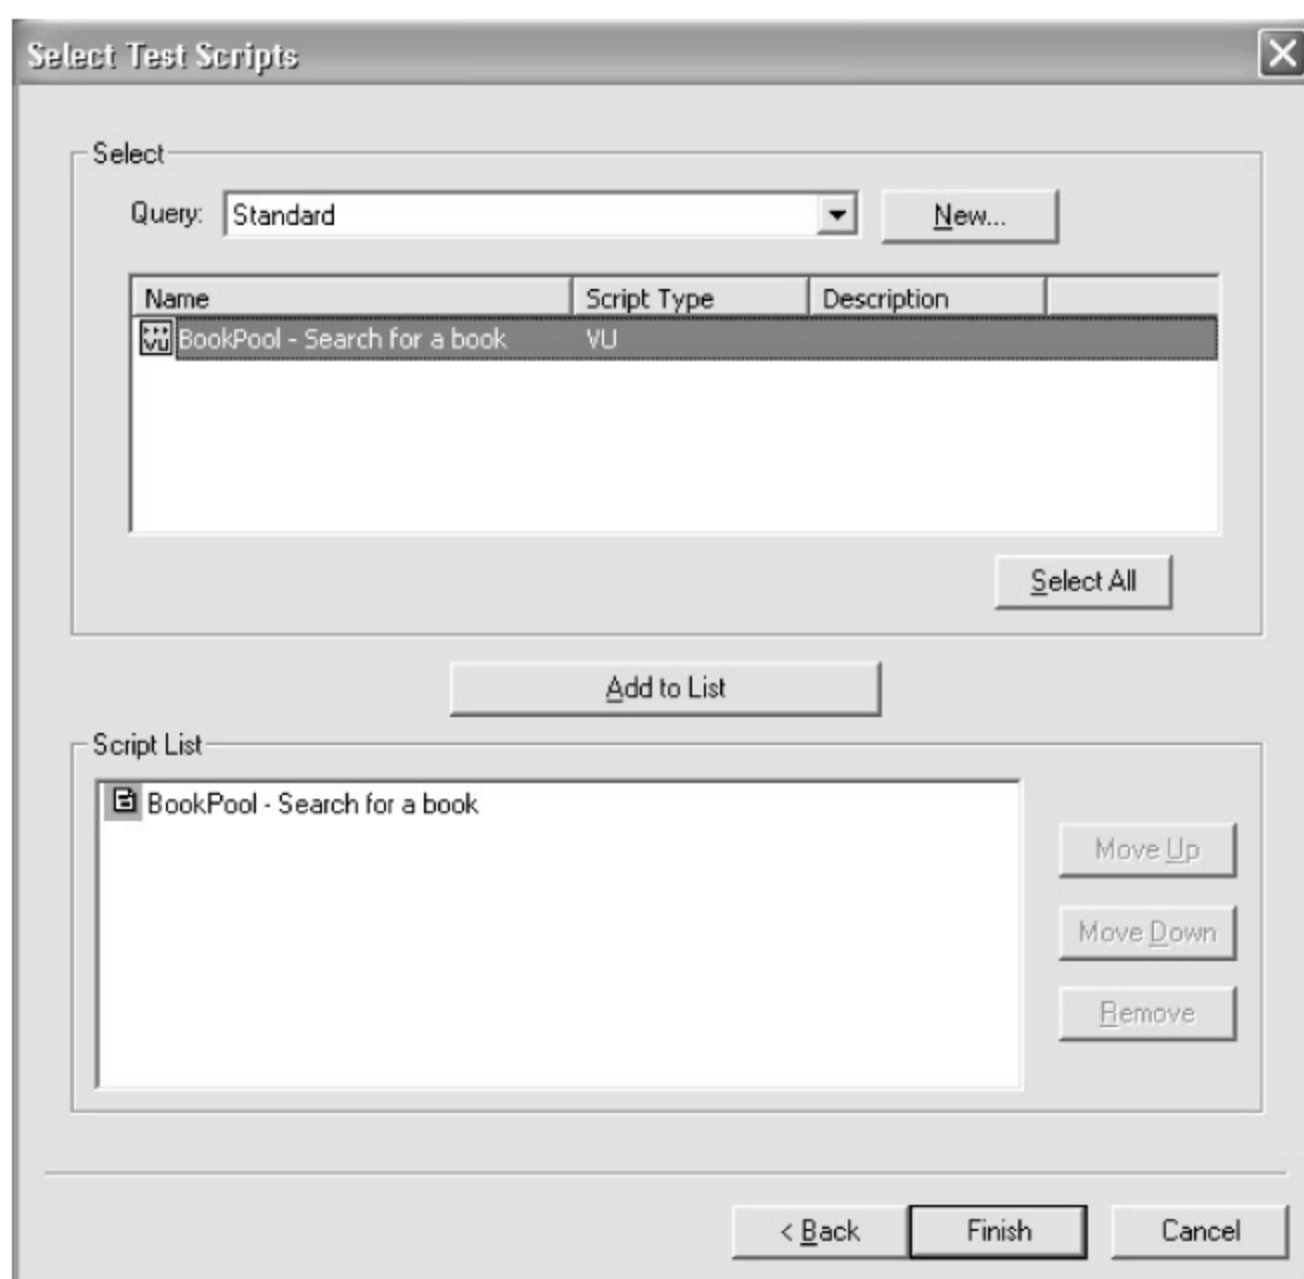 Select Test Scripts
Select
Query: Standard New...
Name Script Type Description
VU BookPool - Search for a book VU
Select All
Add to List
Script List
BookPool - Search for a book
Move Up
Move Down
Remove
< Back Finish Cancel